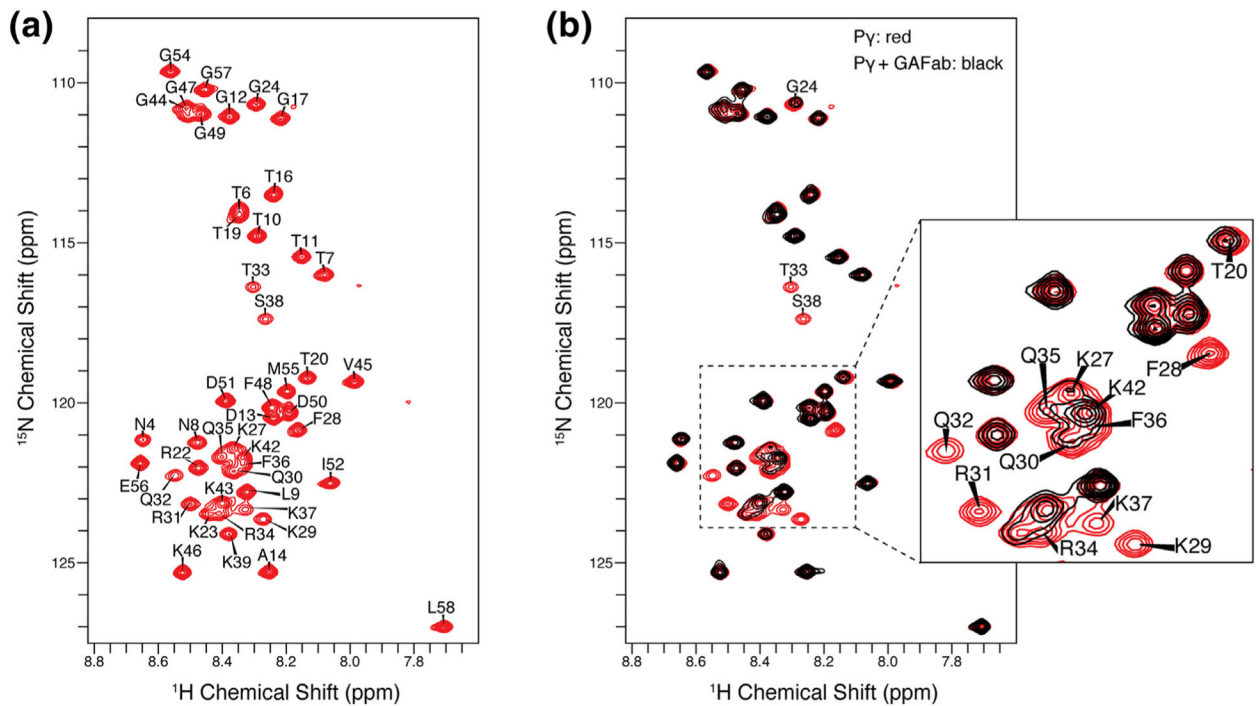 (a)
G54
G57
G47
G24
G44
G12
G17
G49
T16
T6
T10
T19
T11
T7
T33
S38
T20
M55
V45
D51
F48
D50
D13
F28
N4
N8
Q35
K27
K42
R22
F36
I52
E56
Q30
Q32
K43
L9
R31
K37
K23
R34
K29
K46
K39
A14
L58
110
115
120
125
¹⁵N Chemical Shift (ppm)
8.8 8.6 8.4 8.2 8.0
¹H Chemical Shift (ppm)
(b)
Pγ: red
Pγ + GAFab: black
G24
T33
S38
110
115
120
125
¹⁵N Chemical Shift (ppm)
8.8 8.6 8.4 8.2 7.8
¹H Chemical Shift (ppm)
T20
Q35
K27
F28
K42
Q32
F36
Q30
R31
K37
R34
K29